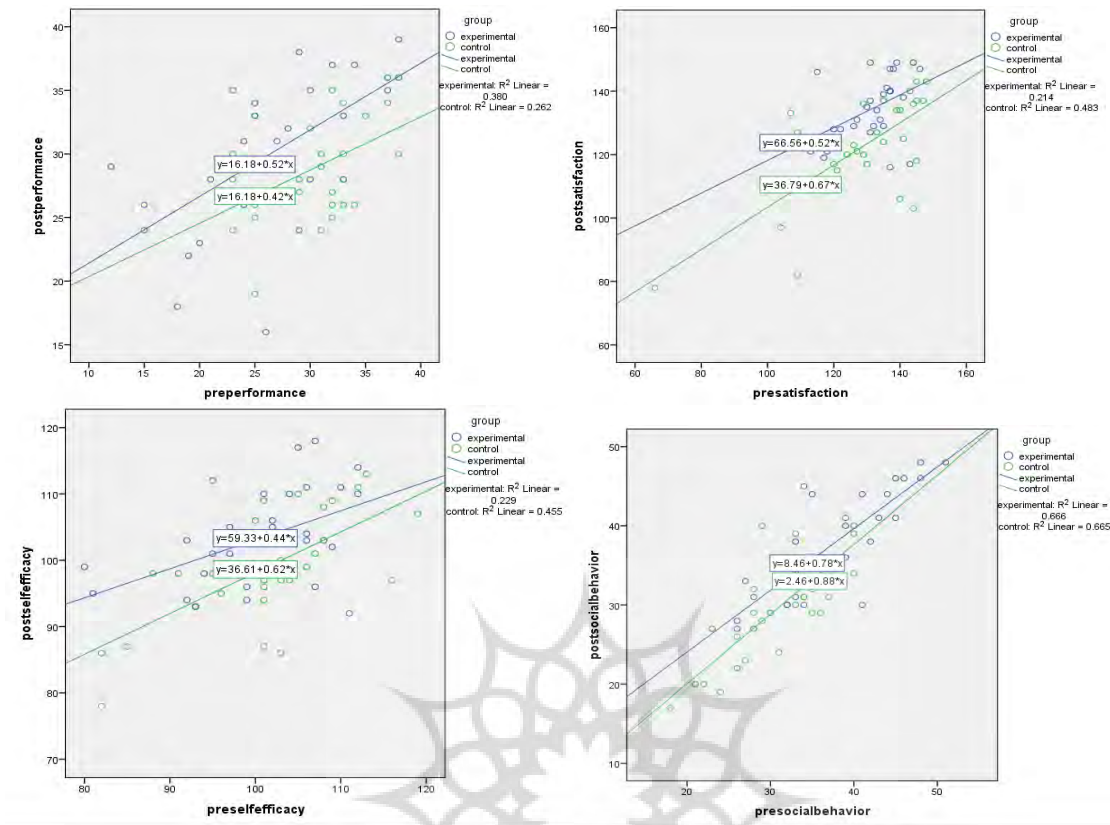 group
experimental
control
experimental
control
experimental: R² Linear =
0.380
control: R² Linear = 0.262
40
35
30
25
20
15
y=16.18+0.52*x
y=16.18+0.42*x
postperformance
10 15 20 25 30 35 40
preperformance
group
experimental
control
experimental
control
experimental: R² Linear =
0.214
control: R² Linear = 0.483
160
140
120
100
80
60
y=66.56+0.52*x
y=36.79+0.67*x
postsatisfaction
60 80 100 120 140 160
presatisfaction
group
experimental
control
experimental
control
experimental: R² Linear =
0.229
control: R² Linear = 0.455
120
110
100
90
80
70
y=59.33+0.44*x
y=36.61+0.62*x
postselfefficacy
80 90 100 110 120
preselfefficacy
group
experimental
control
experimental
control
experimental: R² Linear =
0.666
control: R² Linear = 0.665
50
40
30
20
10
y=8.46+0.78*x
y=2.46+0.88*x
postsocialbehavior
20 30 40 50
presocialbehavior